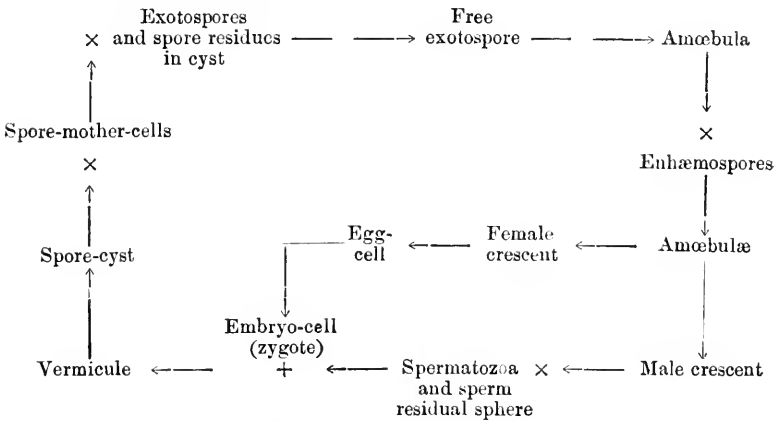 Exotospores
× and spore residues
in cyst
Free
exotospore
Amœbula
×
Enhæmospores
Amœbulæ
Female
crescent
Egg-
cell
Male crescent
Spermatozoa ×
and sperm
residual sphere
Embryo-cell
(zygote)
+
Vermicule
Spore-cyst
×
Spore-mother-cells